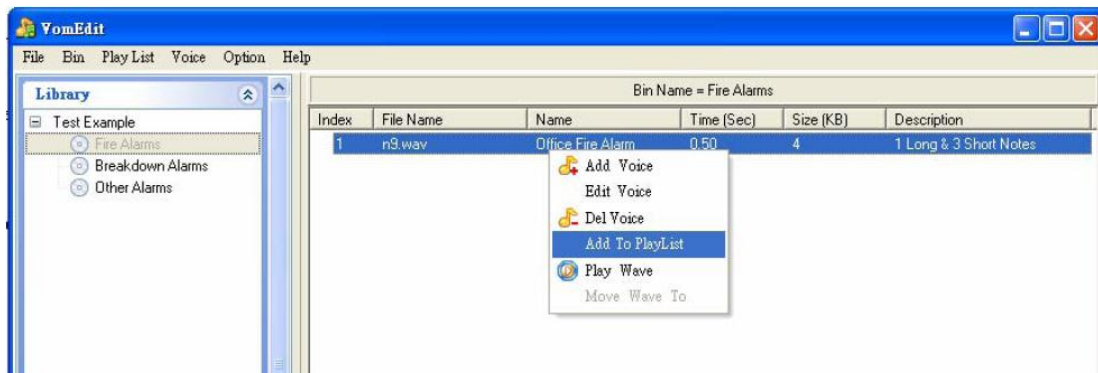 VomEdit
File Bin Play List Voice Option Help
Library
Test Example
Fire Alarms
Breakdown Alarms
Other Alarms
Bin Name = Fire Alarms
Index File Name Name Time (Sec) Size (KB) Description
1 n9.wav Office Fire Alarm 0.50 4 1 Long & 3 Short Notes
Add Voice
Edit Voice
Del Voice
Add To PlayList
Play Wave
Move Wave To